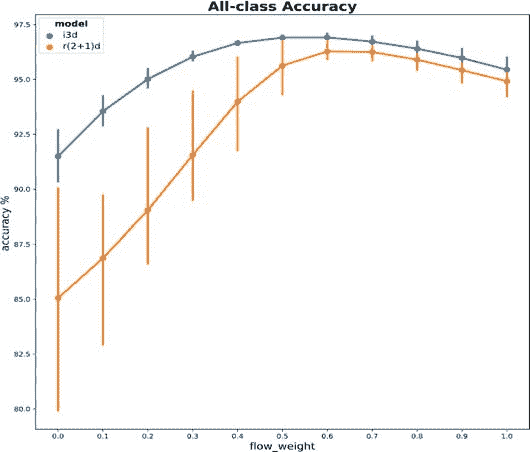 All-class Accuracy
97.5
95.0
92.5
90.0
87.5
85.0
82.5
80.0
accuracy %
model
i3d
r(2+1)d
0.0 0.1 0.2 0.3 0.4 0.5 0.6 0.7 0.8 0.9 1.0
flow_weight